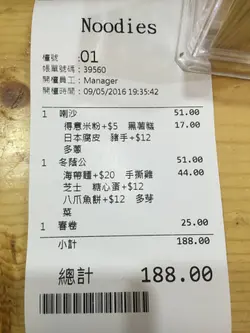 Noodies
檯號 : 01
帳單號碼 : 39560
開檯員工 : Manager
開檯時間 : 09/05/2016 19:35:42
1 喇沙 51.00
得意米粉+$5 黑薯糕 17.00
日本腐皮 豬手+$12
多蔥
1 冬蔭公 51.00
海帶麵+$20 手撕雞 44.00
芝士 糖心蛋+$12
八爪魚餅+$12 多芽
菜
1 春卷 25.00
小計 188.00
總計 188.00